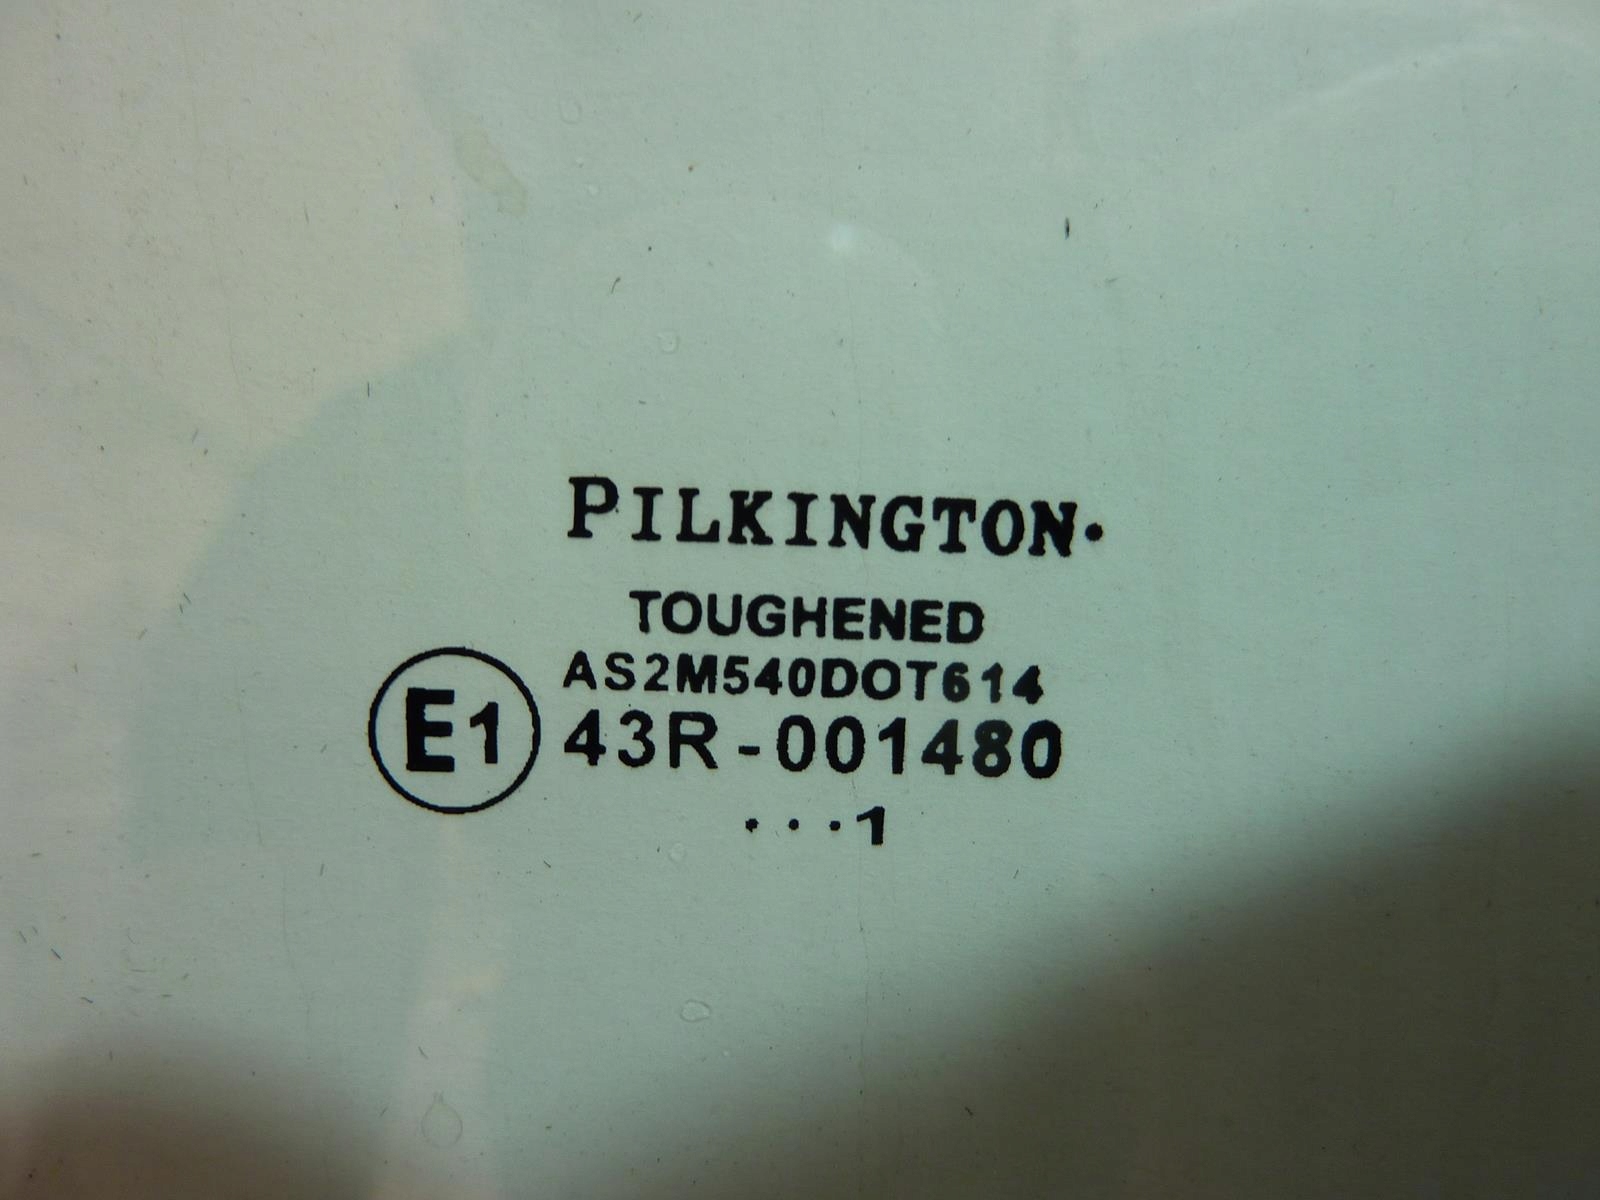 PILKINGTON·
TOUGHENED
AS2M540DOT614
E1 43R-001480
···1